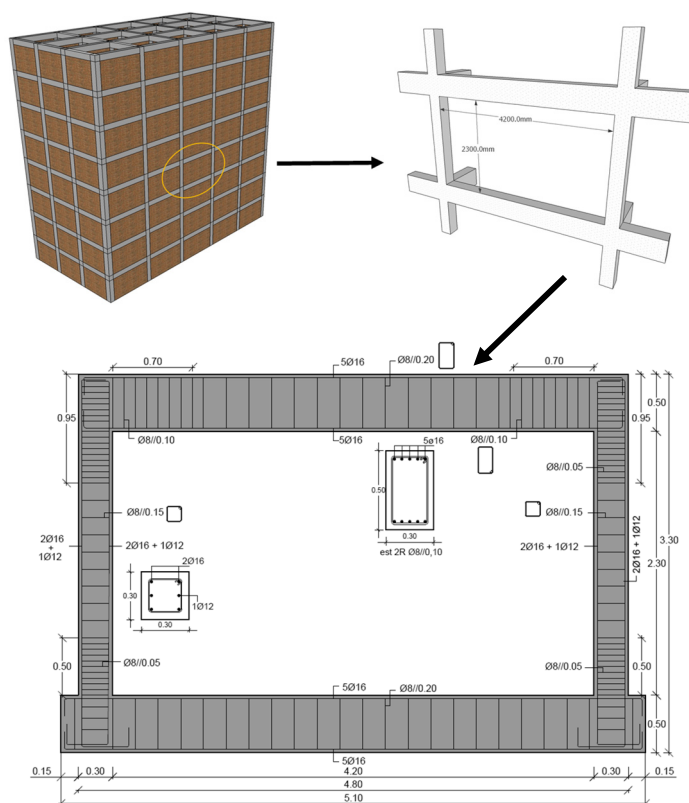 4200.0mm
2300.0mm
0.70
5Ø16
Ø8//0.20
0.70
0.95
Ø8//0.10
5Ø16
Ø8//0.10
0.95
0.50
5ø16
Ø8//0.05
0.50
0.30
est 2R Ø8//0,10
Ø8//0.15
Ø8//0.15
2Ø16
+
1Ø12
2Ø16 + 1Ø12
2Ø16 + 1Ø12
2Ø16 + 1Ø12
2.30
3.30
2Ø16
0.30
1Ø12
0.30
0.50
Ø8//0.05
Ø8//0.05
0.50
5Ø16
Ø8//0.20
0.50
5Ø16
0.15
0.30
4.20
0.30
0.15
4.80
5.10